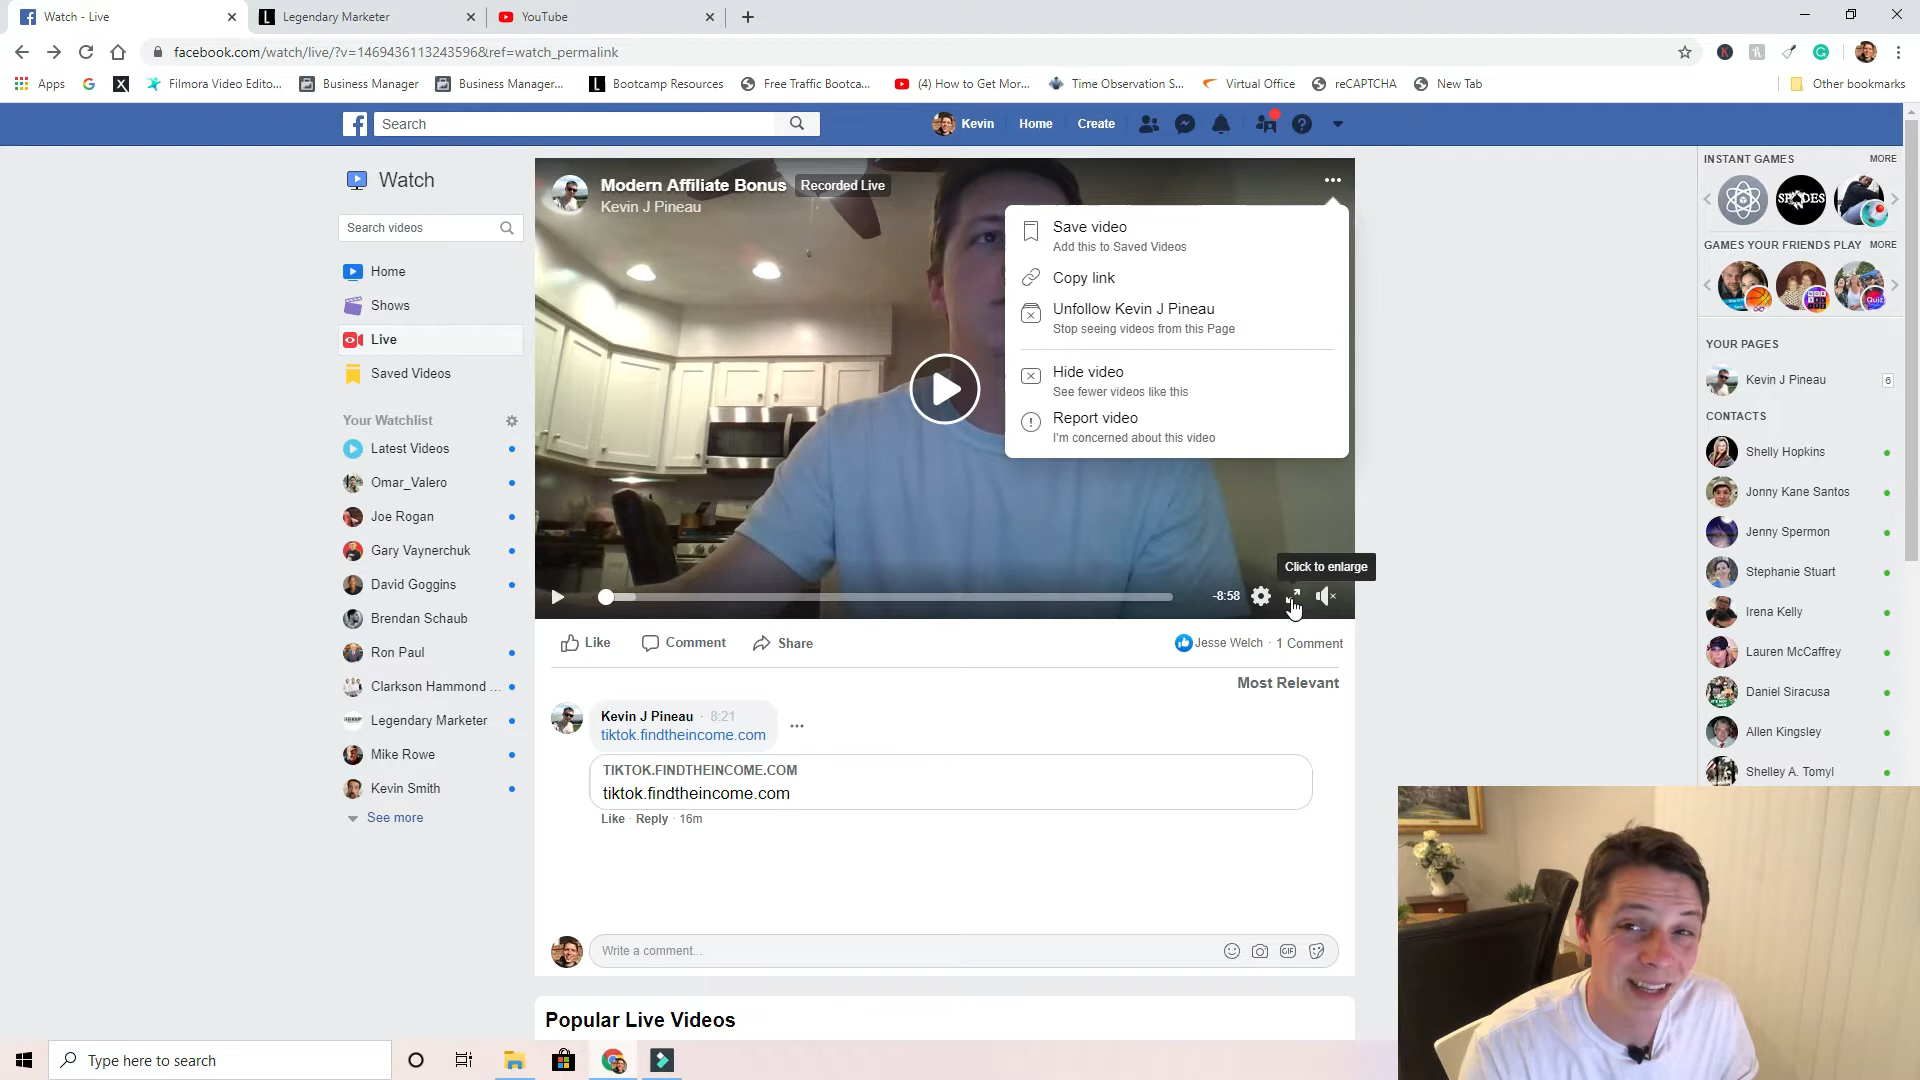 Watch - Live
Legendary Marketer
YouTube
facebook.com/watch/live/?v=1469436113243596&ref=watch_permalink
Apps
Filmora Video Edito...
Business Manager
Business Manager...
Bootcamp Resources
Free Traffic Bootca...
(4) How to Get Mor...
Time Observation S...
Virtual Office
reCAPTCHA
New Tab
Other bookmarks
Search
Kevin
Home
Create
Watch
Search videos
Home
Shows
Live
Saved Videos
Your Watchlist
Latest Videos
Omar_Valero
Joe Rogan
Gary Vaynerchuk
David Goggins
Brendan Schaub
Ron Paul
Clarkson Hammond ...
Legendary Marketer
Mike Rowe
Kevin Smith
See more
Modern Affiliate Bonus
Recorded Live
Kevin J Pineau
Save video
Add this to Saved Videos
Copy link
Unfollow Kevin J Pineau
Stop seeing videos from this Page
Hide video
See fewer videos like this
Report video
I'm concerned about this video
Click to enlarge
-8:58
Like
Comment
Share
Jesse Welch · 1 Comment
Most Relevant
Kevin J Pineau · 8:21
tiktok.findtheincome.com
TIKTOK.FINDTHEINCOME.COM
tiktok.findtheincome.com
Like · Reply · 16m
Write a comment...
GIF
Popular Live Videos
INSTANT GAMES
MORE
SPADES
GAMES YOUR FRIENDS PLAY
MORE
Quiz
YOUR PAGES
Kevin J Pineau
6
CONTACTS
Shelly Hopkins
Jonny Kane Santos
Jenny Spermon
Stephanie Stuart
Irena Kelly
Lauren McCaffrey
Daniel Siracusa
Allen Kingsley
Shelley A. Tomyl
Type here to search